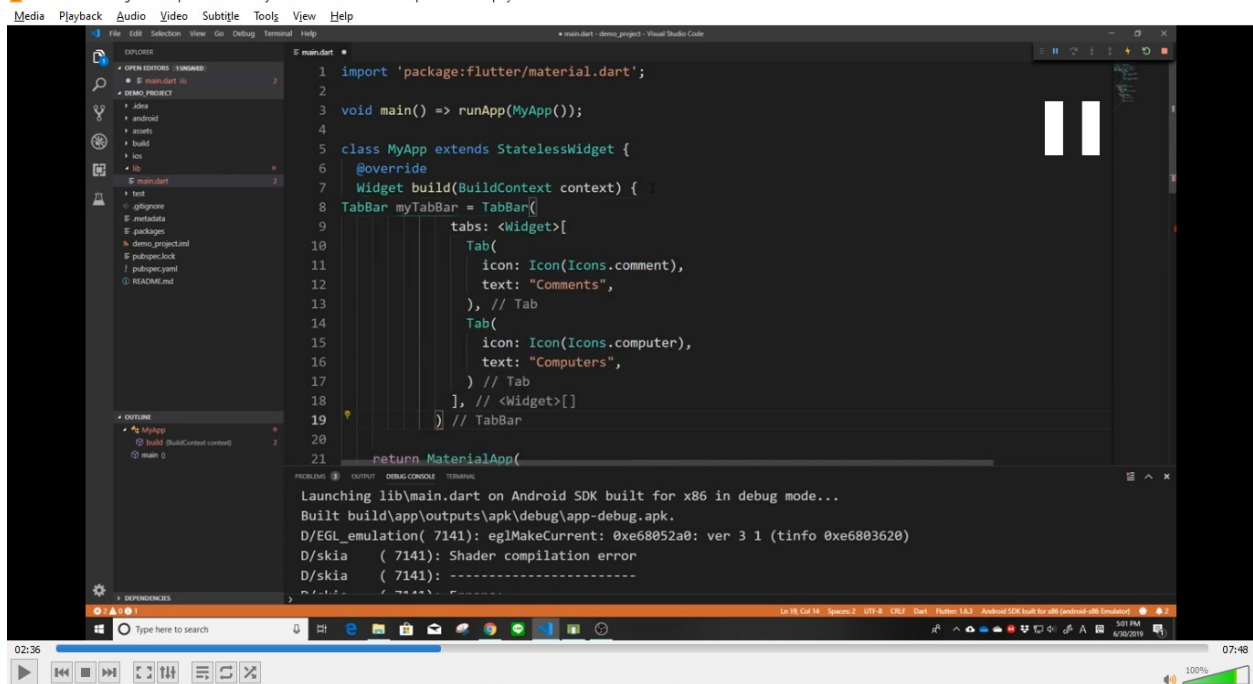 Media Playback Audio Video Subtitle Tools View Help
File Edit Selection View Go Debug Terminal Help
● main.dart - demo_project - Visual Studio Code
EXPLORER
main.dart ●
OPEN EDITORS 1 UNSAVED
● main.dart lib 2
DEMO_PROJECT
.idea
android
assets
build
ios
lib
main.dart 2
test
.gitignore
.metadata
.packages
demo_project.iml
pubspec.lock
pubspec.yaml
README.md
OUTLINE
MyApp
build (BuildContext context) 2
main ()
DEPENDENCIES
1 import 'package:flutter/material.dart';
2
3 void main() => runApp(MyApp());
4
5 class MyApp extends StatelessWidget {
6 @override
7 Widget build(BuildContext context) {
8 TabBar myTabBar = TabBar(
9 tabs: <Widget>[
10 Tab(
11 icon: Icon(Icons.comment),
12 text: "Comments",
13 ), // Tab
14 Tab(
15 icon: Icon(Icons.computer),
16 text: "Computers",
17 ) // Tab
18 ], // <Widget>[]
19 ) // TabBar
20
21 return MaterialApp(
PROBLEMS 3 OUTPUT DEBUG CONSOLE TERMINAL
Launching lib\main.dart on Android SDK built for x86 in debug mode...
Built build\app\outputs\apk\debug\app-debug.apk.
D/EGL_emulation( 7141): eglMakeCurrent: 0xe68052a0: ver 3 1 (tinfo 0xe6803620)
D/skia ( 7141): Shader compilation error
D/skia ( 7141): ------------------------
2 0 1
Ln 19, Col 14 Spaces: 2 UTF-8 CRLF Dart Flutter: 1.6.3 Android SDK built for x86 (android-x86 Emulator) 2
Type here to search
A 5:01 PM
6/30/2019
02:36 07:48
100%